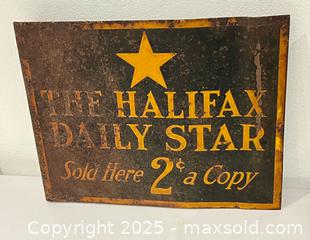 THE HALIFAX
DAILY STAR
Sold Here 2¢ a Copy
Copyright © 2025 - maxsold.com